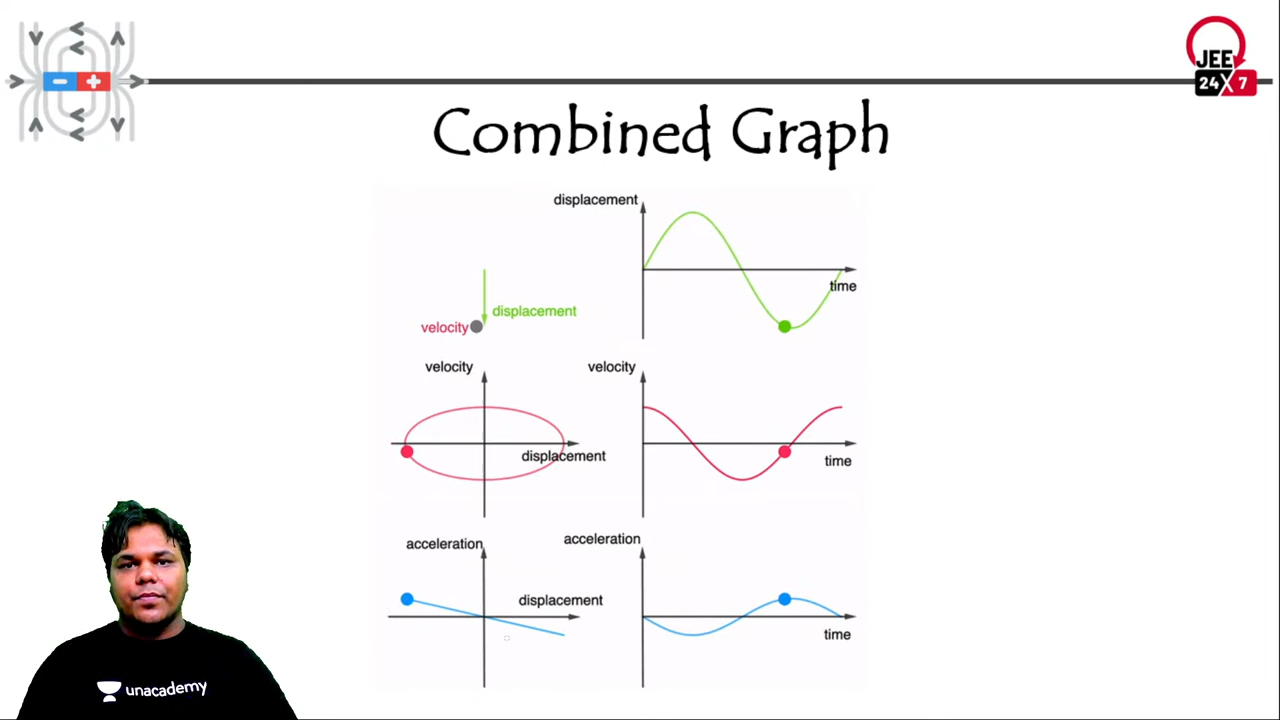 JEE
24X7
Combined Graph
displacement
time
displacement
velocity
velocity
displacement
velocity
time
acceleration
displacement
acceleration
time
unacademy
- +